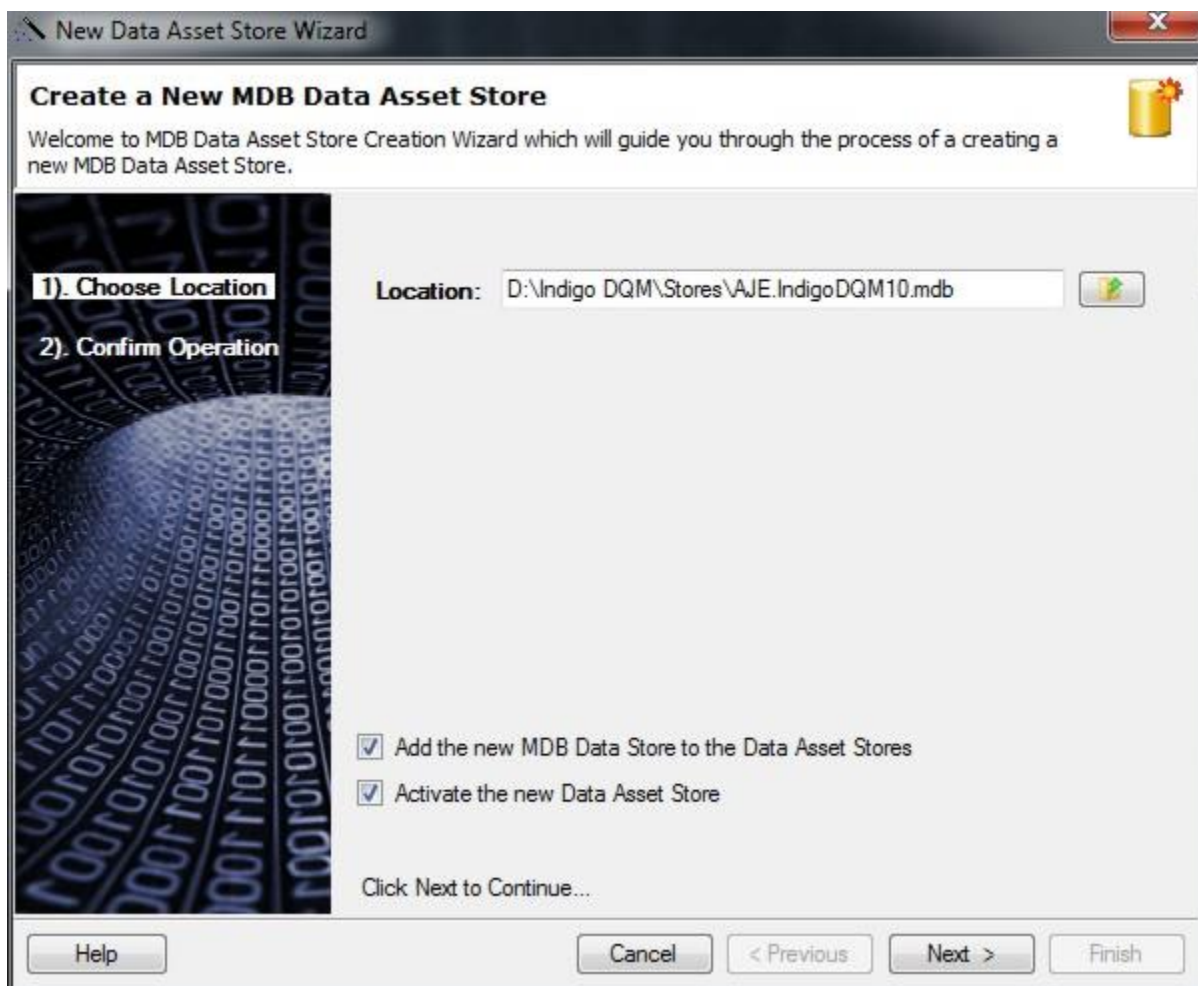 New Data Asset Store Wizard
Create a New MDB Data Asset Store
Welcome to MDB Data Asset Store Creation Wizard which will guide you through the process of a creating a
new MDB Data Asset Store.
1). Choose Location
2). Confirm Operation
Location: D:\Indigo DQM\Stores\AJE.IndigoDQM10.mdb
Add the new MDB Data Store to the Data Asset Stores
Activate the new Data Asset Store
Click Next to Continue...
Help Cancel < Previous Next > Finish